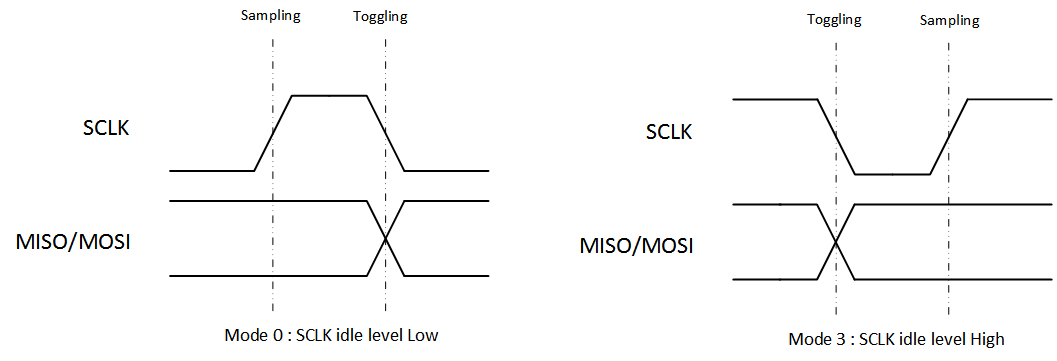 Sampling
Toggling
SCLK
MISO/MOSI
Mode 0 : SCLK idle level Low
Toggling
Sampling
SCLK
MISO/MOSI
Mode 3 : SCLK idle level High